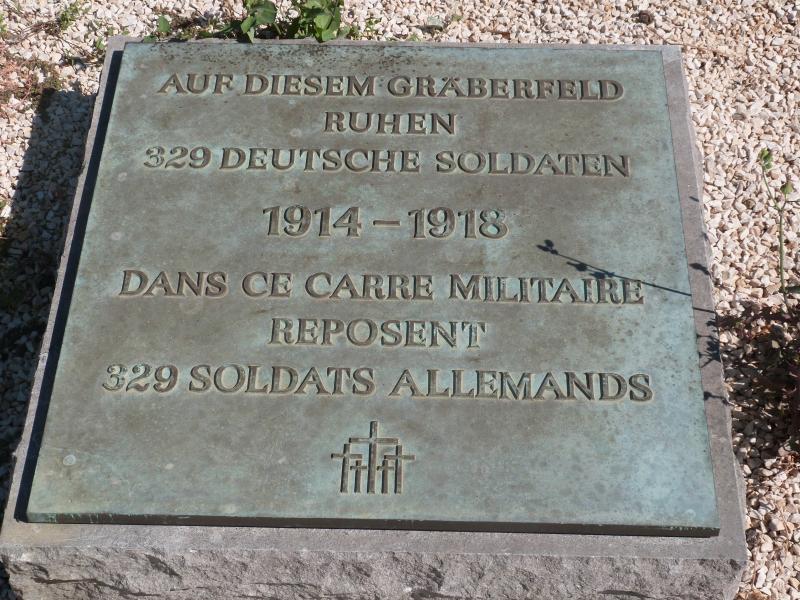 AUF DIESEM GRÄBERFELD
RUHEN
329 DEUTSCHE SOLDATEN
1914 – 1918
DANS CE CARRE MILITAIRE
REPOSENT
329 SOLDATS ALLEMANDS